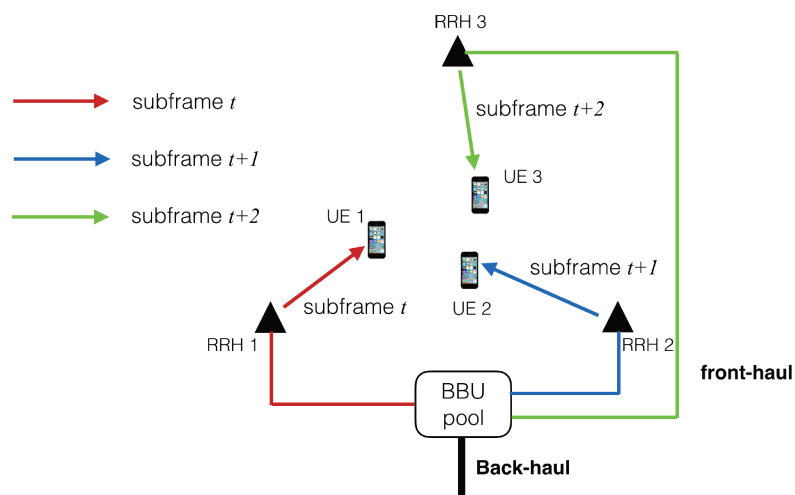 RRH 3
subframe t
subframe t+2
subframe t+1
UE 3
subframe t+2
UE 1
subframe t+1
subframe t
UE 2
RRH 1
RRH 2
front-haul
BBU
pool
Back-haul